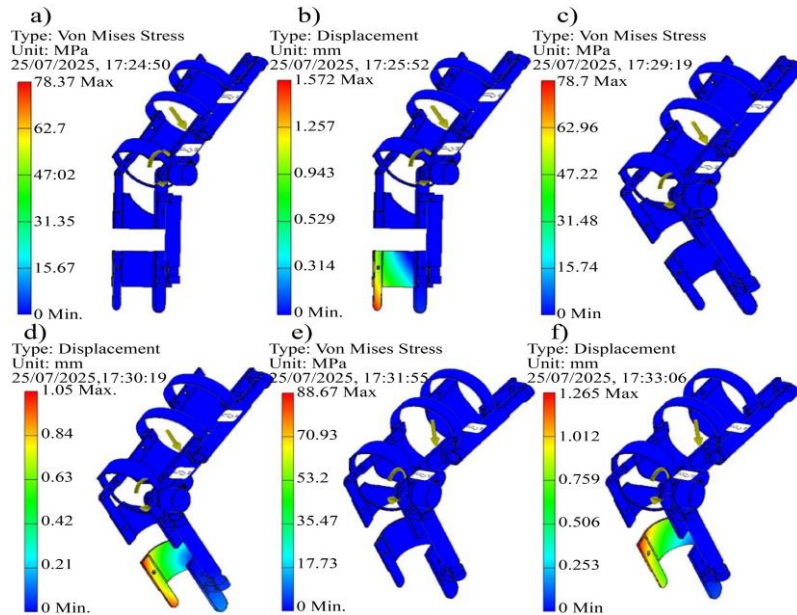 a)
Type: Von Mises Stress
Unit: MPa
25/07/2025, 17:24:50
78.37 Max
62.7
47:02
31.35
15.67
0 Min.
b)
Type: Displacement
Unit: mm
25/07/2025, 17:25:52
1.572 Max
1.257
0.943
0.529
0.314
0 Min.
c)
Type: Von Mises Stress
Unit: MPa
25/07/2025, 17:29:19
78.7 Max
62.96
47.22
31.48
15.74
0 Min
d)
Type: Displacement
Unit: mm
25/07/2025,17:30:19
1.05 Max.
0.84
0.63
0.42
0.21
0 Min.
e)
Type: Von Mises Stress
Unit: MPa
25/07/2025, 17:31:55
88.67 Max
70.93
53.2
35.47
17.73
0 Min.
f)
Type: Displacement
Unit: mm
25/07/2025, 17:33:06
1.265 Max
1.012
0.759
0.506
0.253
0 Min.